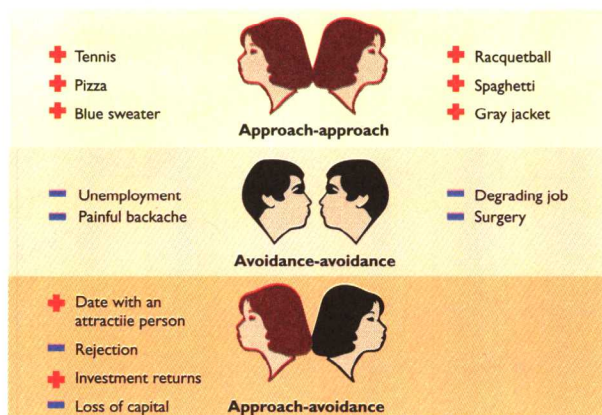 Tennis
Pizza
Blue sweater
Approach-approach
Racquetball
Spaghetti
Gray jacket
Unemployment
Painful backache
Avoidance-avoidance
Degrading job
Surgery
Date with an
attractiie person
Rejection
Investment returns
Loss of capital
Approach-avoidance